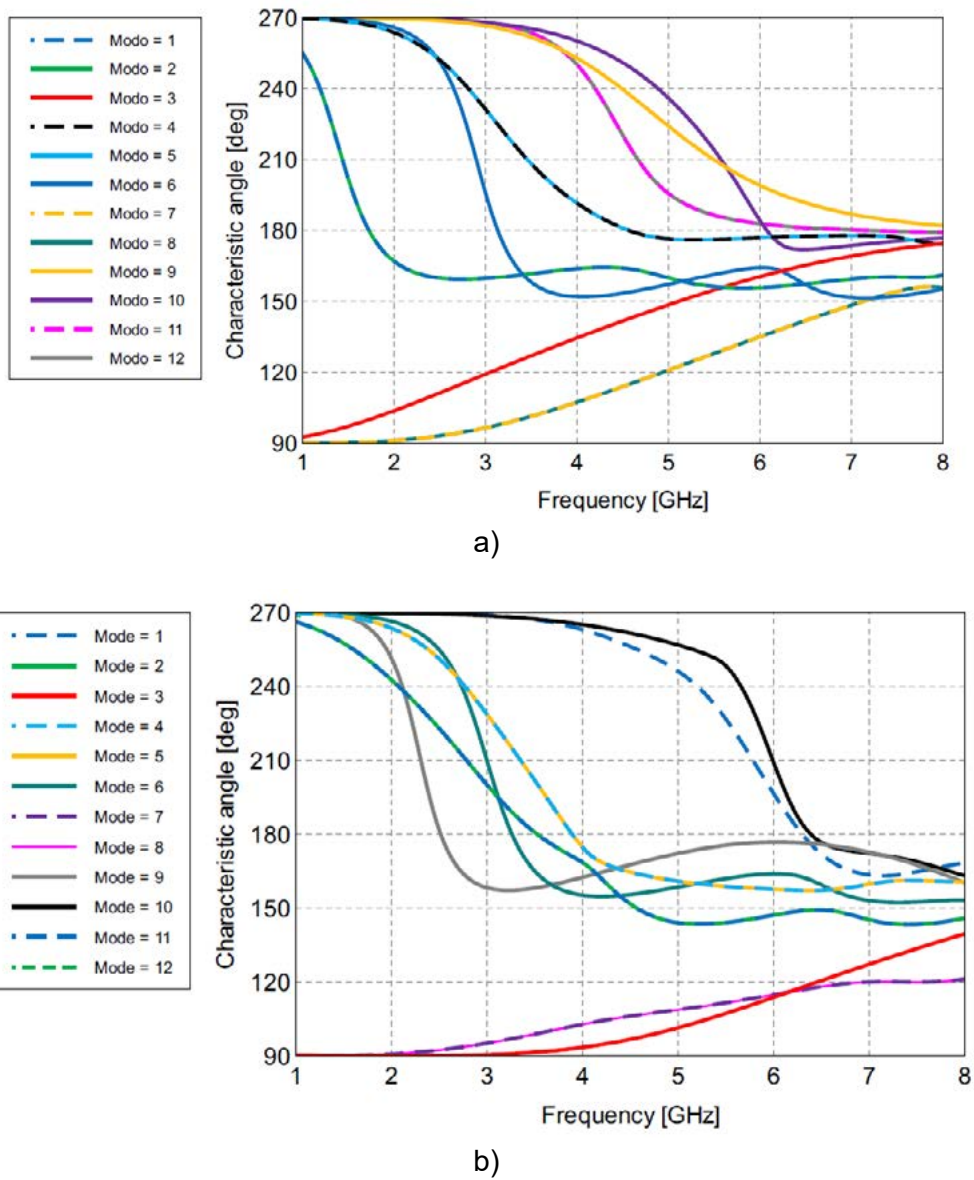 Modo = 1
Modo = 2
Modo = 3
Modo = 4
Modo = 5
Modo = 6
Modo = 7
Modo = 8
Modo = 9
Modo = 10
Modo = 11
Modo = 12
Characteristic angle [deg]
270
240
210
180
150
120
90
1 2 3 4 5 6 7 8
Frequency [GHz]
a)
Mode = 1
Mode = 2
Mode = 3
Mode = 4
Mode = 5
Mode = 6
Mode = 7
Mode = 8
Mode = 9
Mode = 10
Mode = 11
Mode = 12
Characteristic angle [deg]
270
240
210
180
150
120
90
1 2 3 4 5 6 7 8
Frequency [GHz]
b)